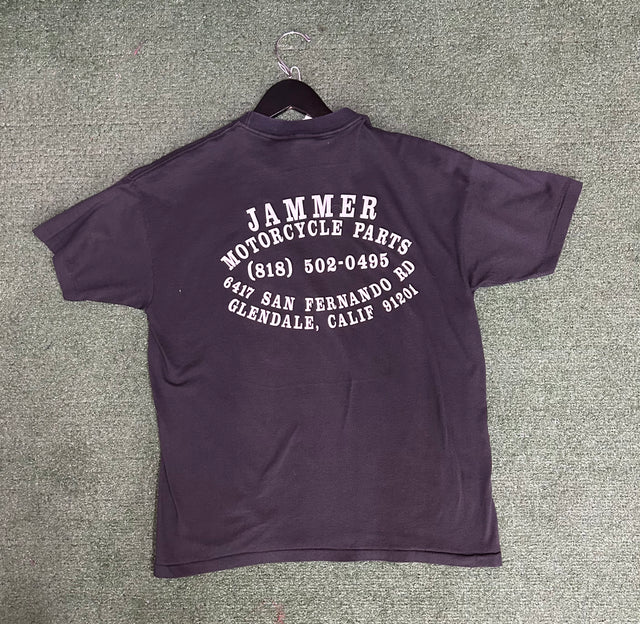 JAMMER
MOTORCYCLE PARTS
(818) 502-0495
6417 SAN FERNANDO RD
GLENDALE, CALIF 91201